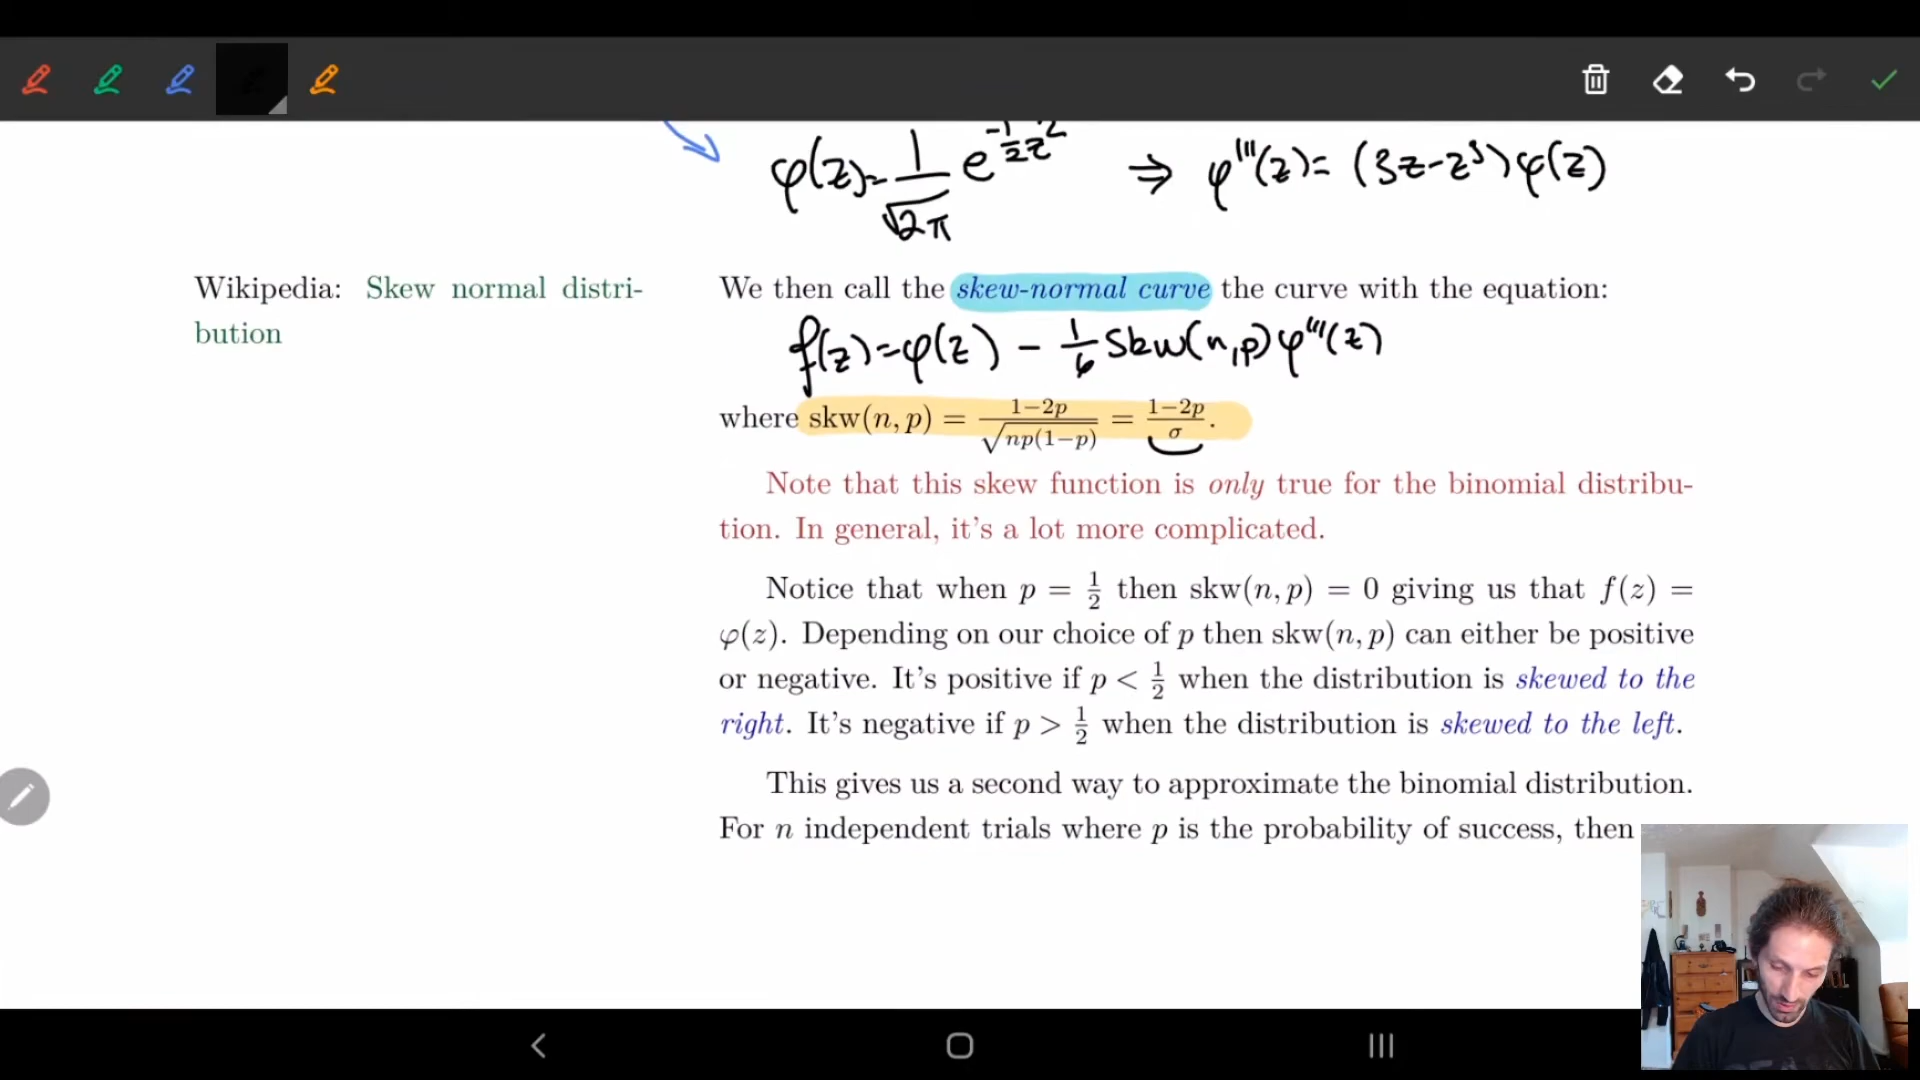 φ(z)=1/√2π e^-1/2 z^2 ⇒ φ'''(z)= (3z-z³)φ(z)
Wikipedia: Skew normal distri-
bution
We then call the skew-normal curve the curve with the equation:
f(z)=φ(z) - 1/6 Skw(n,p)φ'''(z)
where skw(n, p) = 1−2p/√np(1−p) = 1−2p/σ.
Note that this skew function is only true for the binomial distribu-
tion. In general, it's a lot more complicated.
Notice that when p = 1/2 then skw(n, p) = 0 giving us that f(z) =
φ(z). Depending on our choice of p then skw(n, p) can either be positive
or negative. It's positive if p < 1/2 when the distribution is skewed to the
right. It's negative if p > 1/2 when the distribution is skewed to the left.
This gives us a second way to approximate the binomial distribution.
For n independent trials where p is the probability of success, then